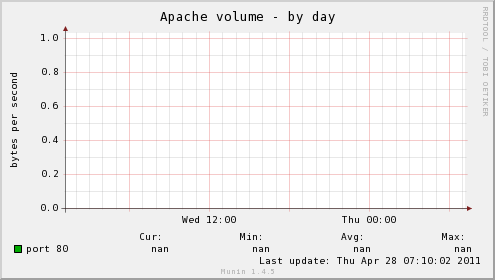 Apache volume - by day
RRDTOOL / TOBI OETIKER
bytes per second
1.0
0.8
0.6
0.4
0.2
0.0
Wed 12:00 Thu 00:00
Cur: Min: Avg: Max:
port 80 nan nan nan nan
Last update: Thu Apr 28 07:10:02 2011
Munin 1.4.5